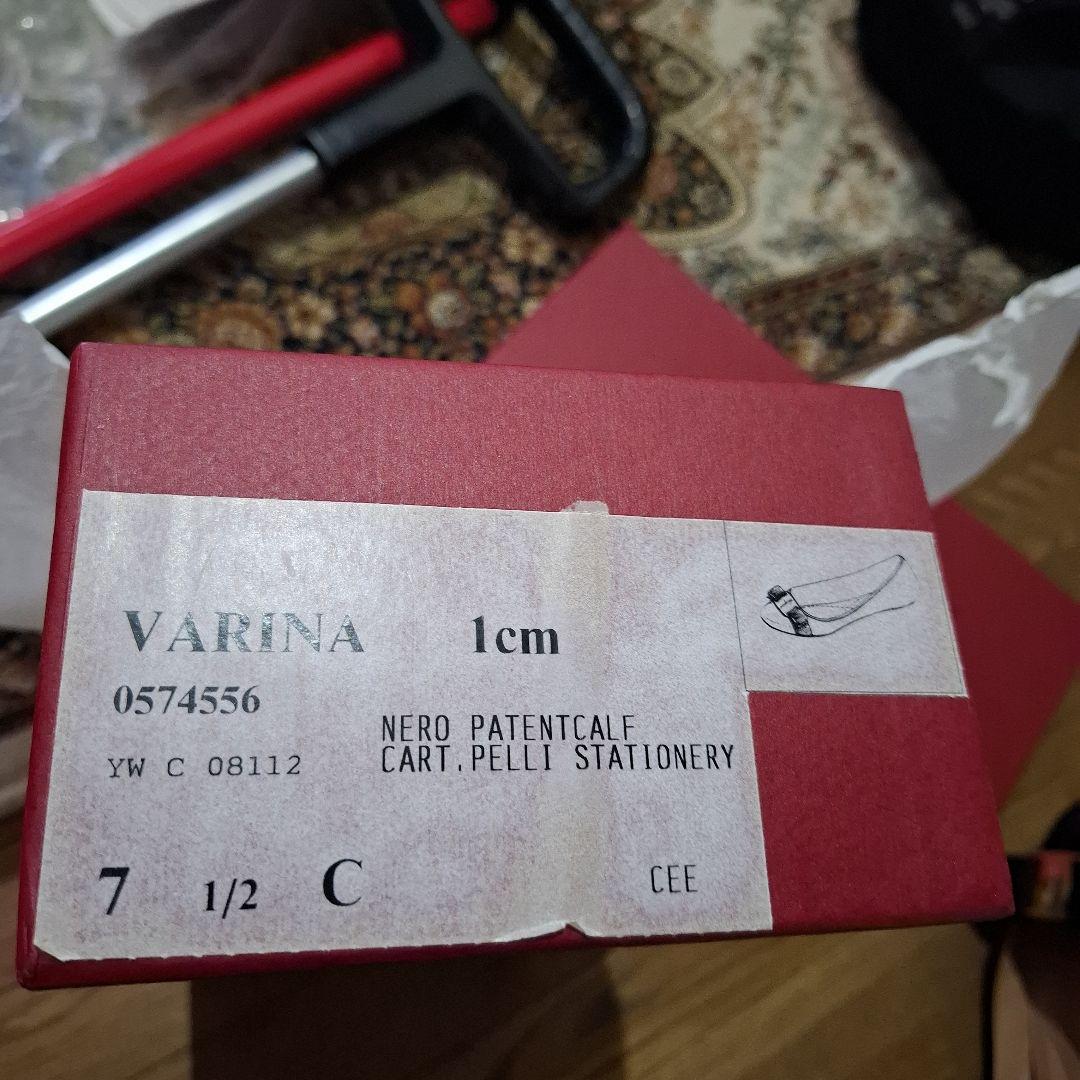 VARINA 1cm
0574556
NERO PATENTCALF
YW C 08112
CART.PELLI STATIONERY
7 1/2 C
CEE